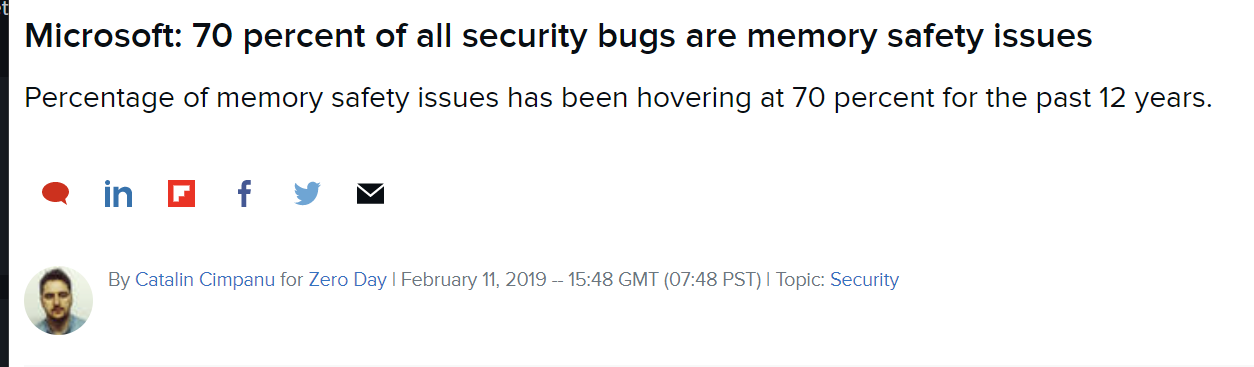 Microsoft: 70 percent of all security bugs are memory safety issues
Percentage of memory safety issues has been hovering at 70 percent for the past 12 years.
in f
By Catalin Cimpanu for Zero Day | February 11, 2019 -- 15:48 GMT (07:48 PST) | Topic: Security